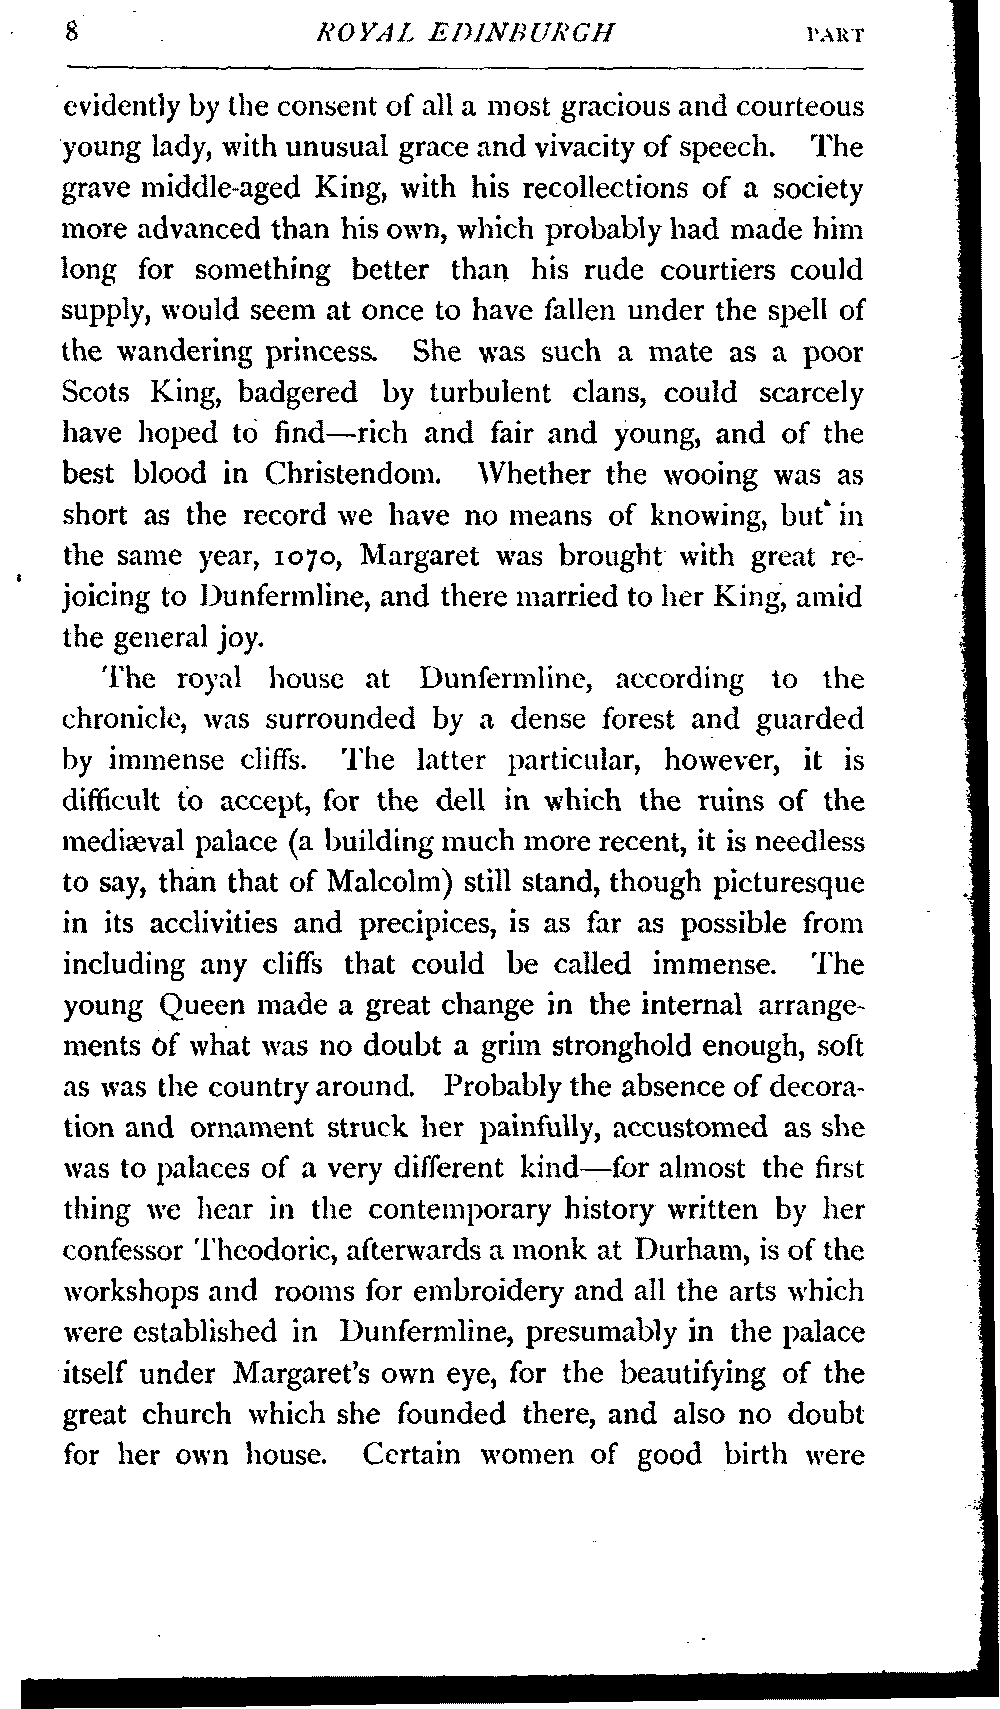 8 ROYAL EDINBURGH PART
evidently by the consent of all a most gracious and courteous
young lady, with unusual grace and vivacity of speech. The
grave middle-aged King, with his recollections of a society
more advanced than his own, which probably had made him
long for something better than his rude courtiers could
supply, would seem at once to have fallen under the spell of
the wandering princess. She was such a mate as a poor
Scots King, badgered by turbulent clans, could scarcely
have hoped to find—rich and fair and young, and of the
best blood in Christendom. Whether the wooing was as
short as the record we have no means of knowing, but in
the same year, 1070, Margaret was brought with great re-
joicing to Dunfermline, and there married to her King, amid
the general joy.
The royal house at Dunfermline, according to the
chronicle, was surrounded by a dense forest and guarded
by immense cliffs. The latter particular, however, it is
difficult to accept, for the dell in which the ruins of the
mediæval palace (a building much more recent, it is needless
to say, than that of Malcolm) still stand, though picturesque
in its acclivities and precipices, is as far as possible from
including any cliffs that could be called immense. The
young Queen made a great change in the internal arrange-
ments of what was no doubt a grim stronghold enough, soft
as was the country around. Probably the absence of decora-
tion and ornament struck her painfully, accustomed as she
was to palaces of a very different kind—for almost the first
thing we hear in the contemporary history written by her
confessor Theodoric, afterwards a monk at Durham, is of the
workshops and rooms for embroidery and all the arts which
were established in Dunfermline, presumably in the palace
itself under Margaret's own eye, for the beautifying of the
great church which she founded there, and also no doubt
for her own house. Certain women of good birth were